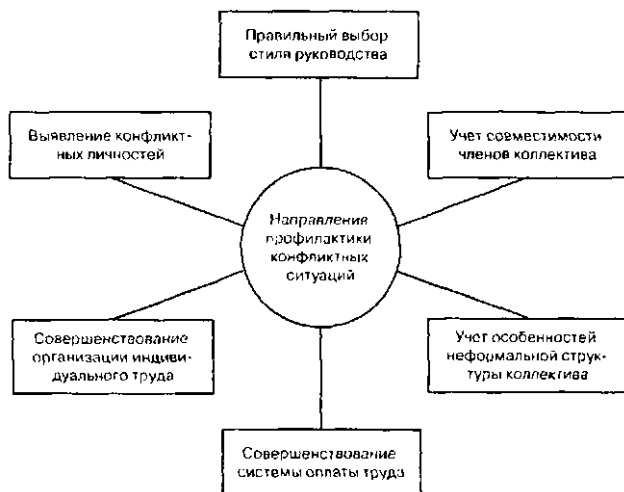 Правильный выбор
стиля руководства
Выявление конфликт-
ных личностей
Учет совместимости
членов коллектива
Направления
профилактики
конфликтных
ситуаций
Совершенствование
организации индиви-
дуального труда
Учет особенностей
неформальной струк-
туры коллектива
Совершенствование
системы оплаты труда